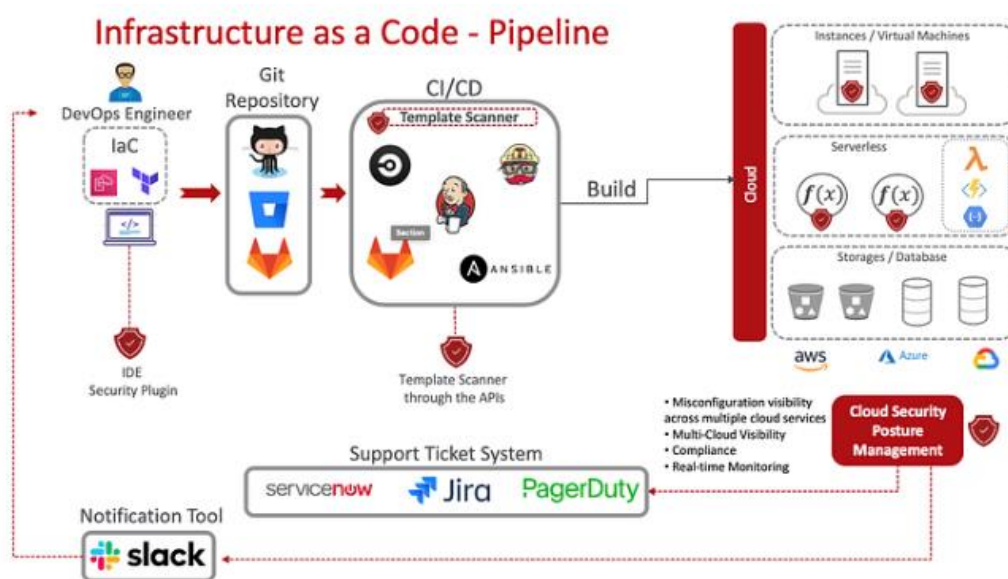 Infrastructure as a Code - Pipeline
DevOps Engineer
IaC
</>
IDE
Security Plugin
Git
Repository
CI/CD
Template Scanner
Section
A ANSIBLE
Template Scanner
through the APIs
Build
Cloud
Instances / Virtual Machines
Serverless
f(x)
f(x)
λ
Storages / Database
aws
Azure
• Misconfiguration visibility
across multiple cloud services
• Multi-Cloud Visibility
• Compliance
• Real-time Monitoring
Cloud Security
Posture
Management
Support Ticket System
servicenow
Jira
PagerDuty
Notification Tool
slack